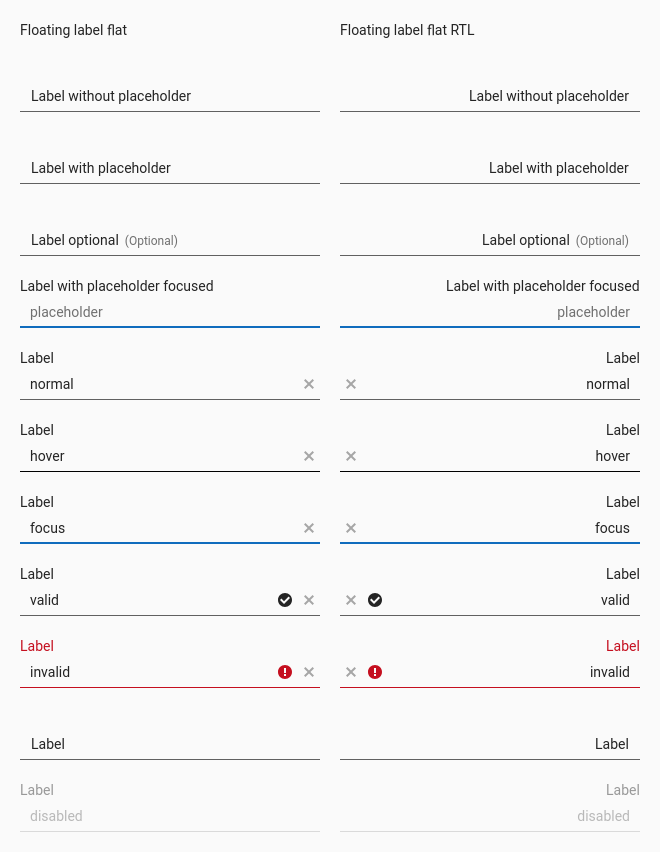 Floating label flat
Floating label flat RTL
Label without placeholder
Label without placeholder
Label with placeholder
Label with placeholder
Label optional (Optional)
Label optional (Optional)
Label with placeholder focused
Label with placeholder focused
placeholder
placeholder
Label
Label
normal
normal
Label
Label
hover
hover
Label
Label
focus
focus
Label
Label
valid
valid
Label
Label
invalid
invalid
Label
Label
Label
Label
disabled
disabled